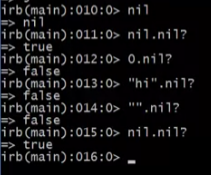 irb(main):010:0> nil
=> nil
irb(main):011:0> nil.nil?
=> true
irb(main):012:0> 0.nil?
=> false
irb(main):013:0> "hi".nil?
=> false
irb(main):014:0> "".nil?
=> false
irb(main):015:0> nil.nil?
=> true
irb(main):016:0> _